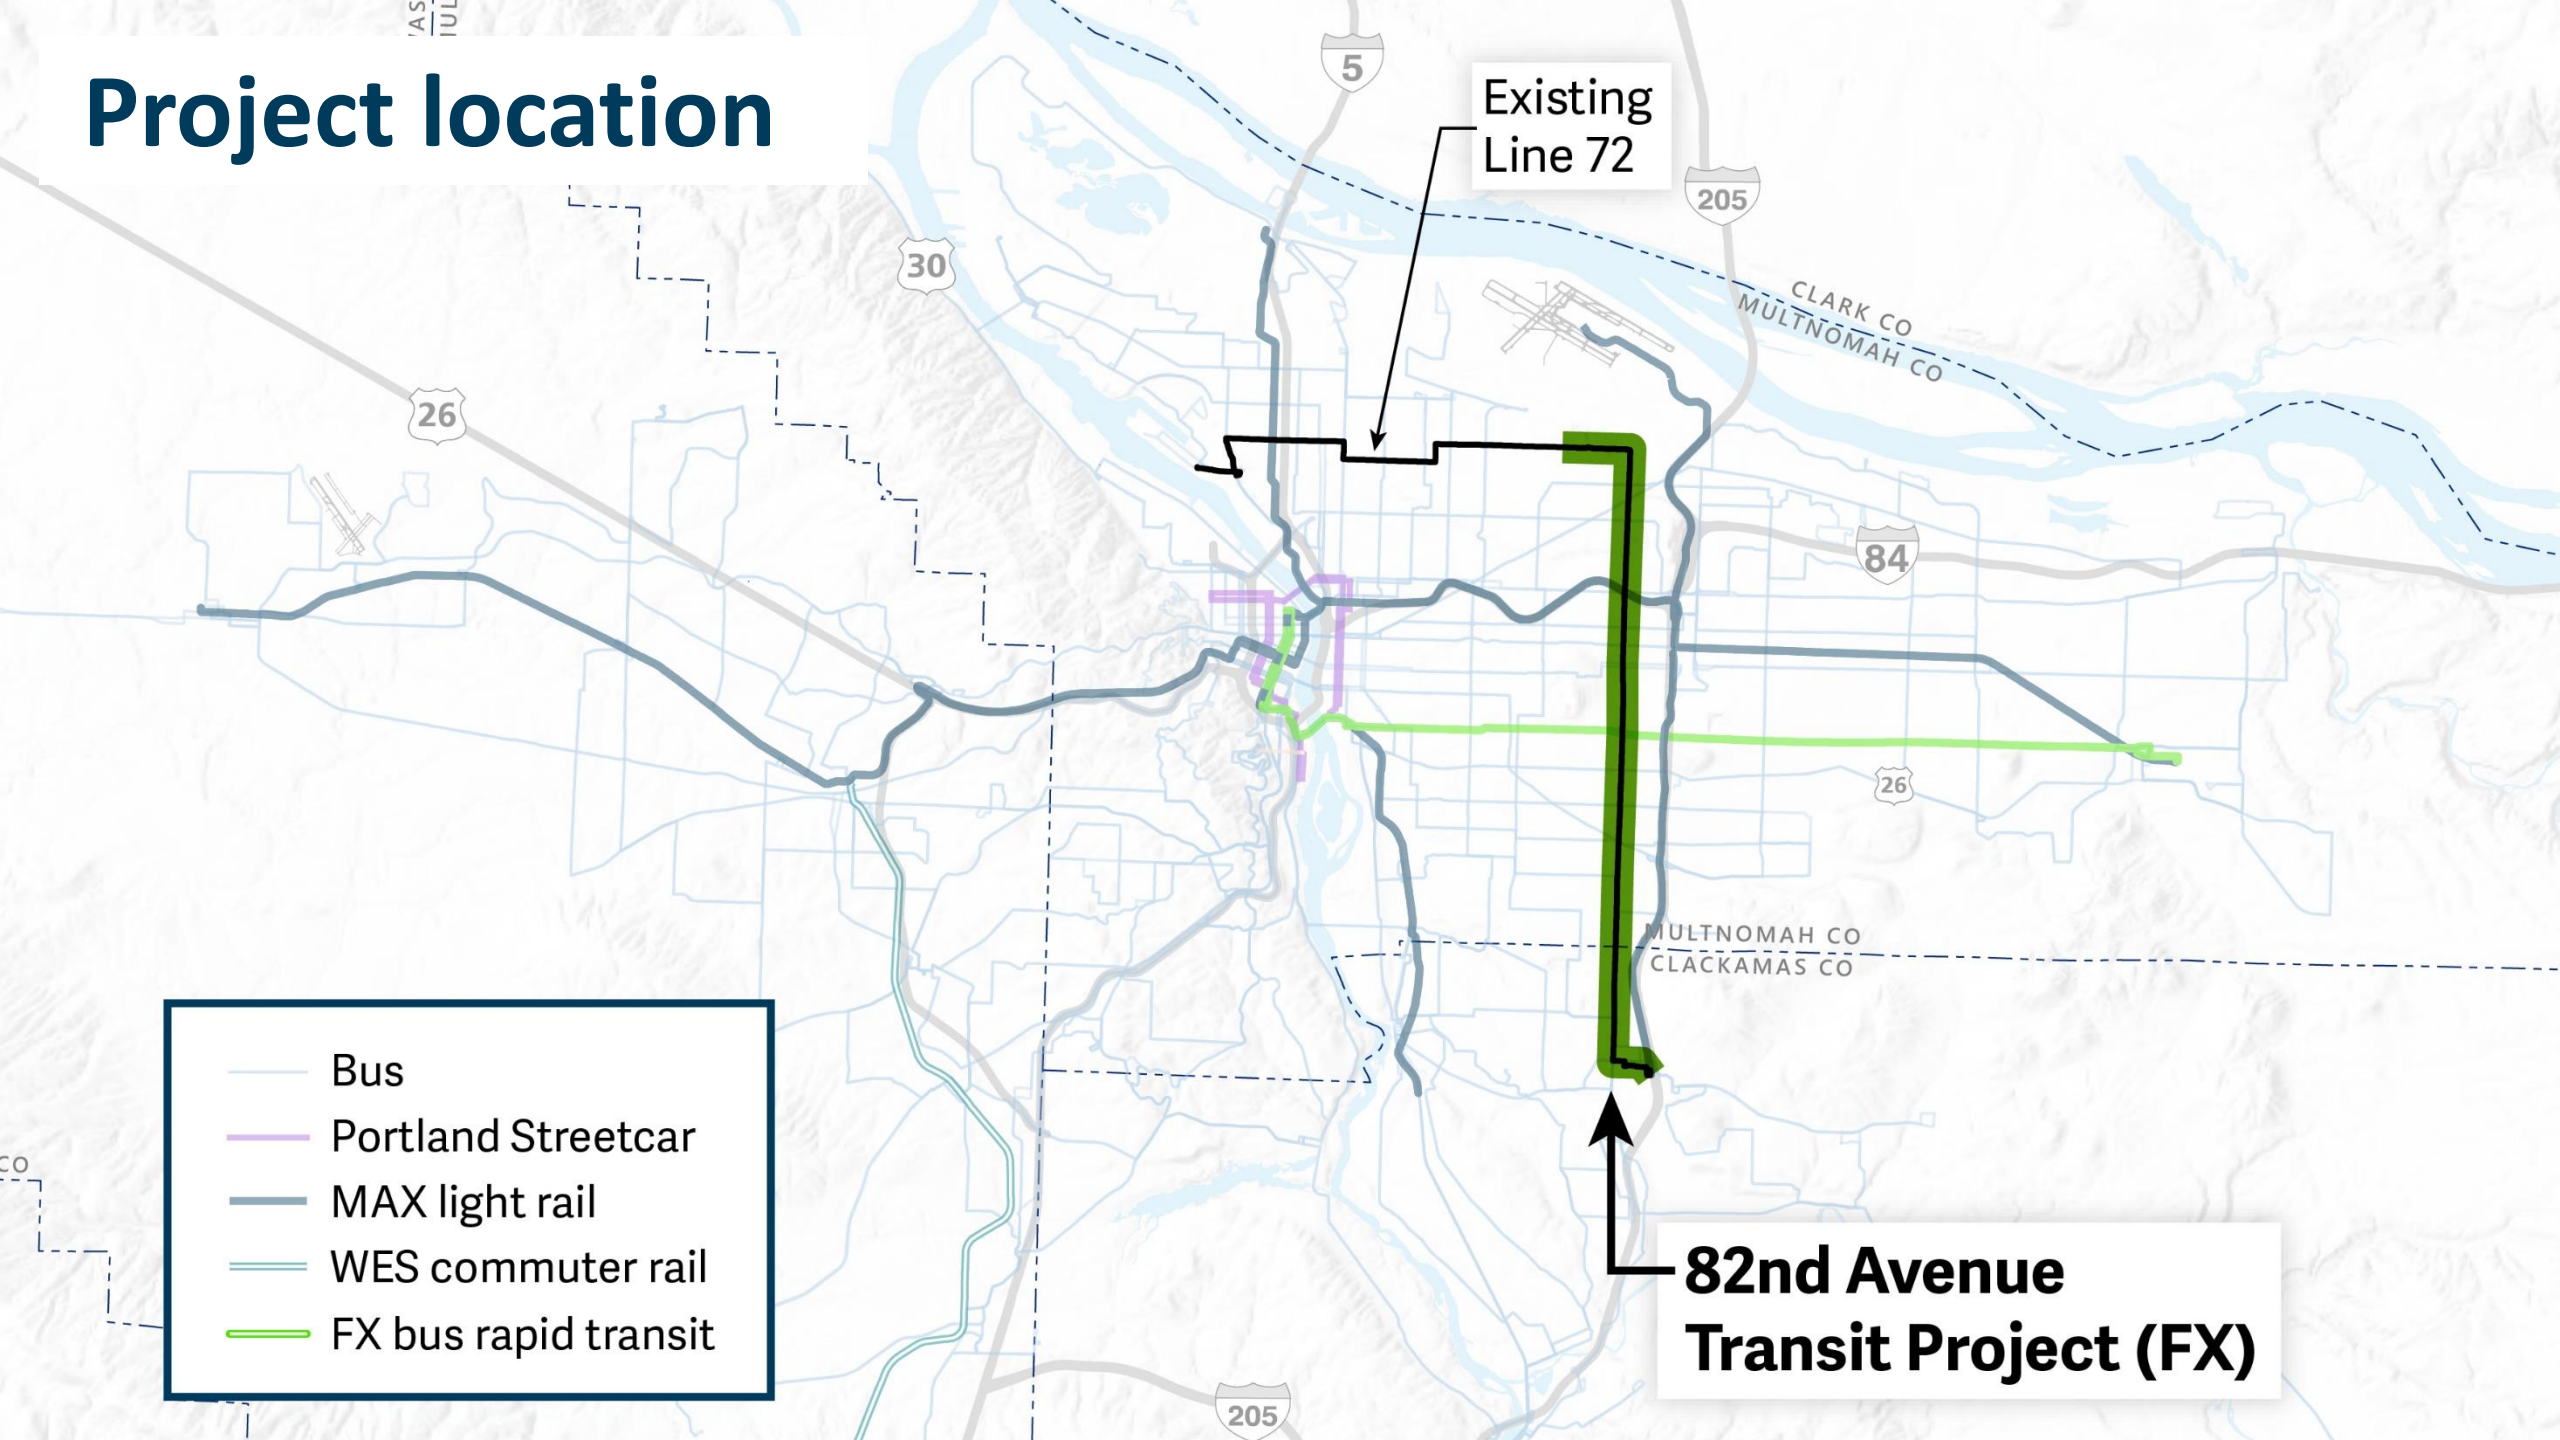 Project location
5
Existing
Line 72
205
30
CLARK CO
MULTNOMAH CO
26
84
26
MULTNOMAH CO
CLACKAMAS CO
Bus
Portland Streetcar
MAX light rail
WES commuter rail
FX bus rapid transit
CO
82nd Avenue
Transit Project (FX)
205